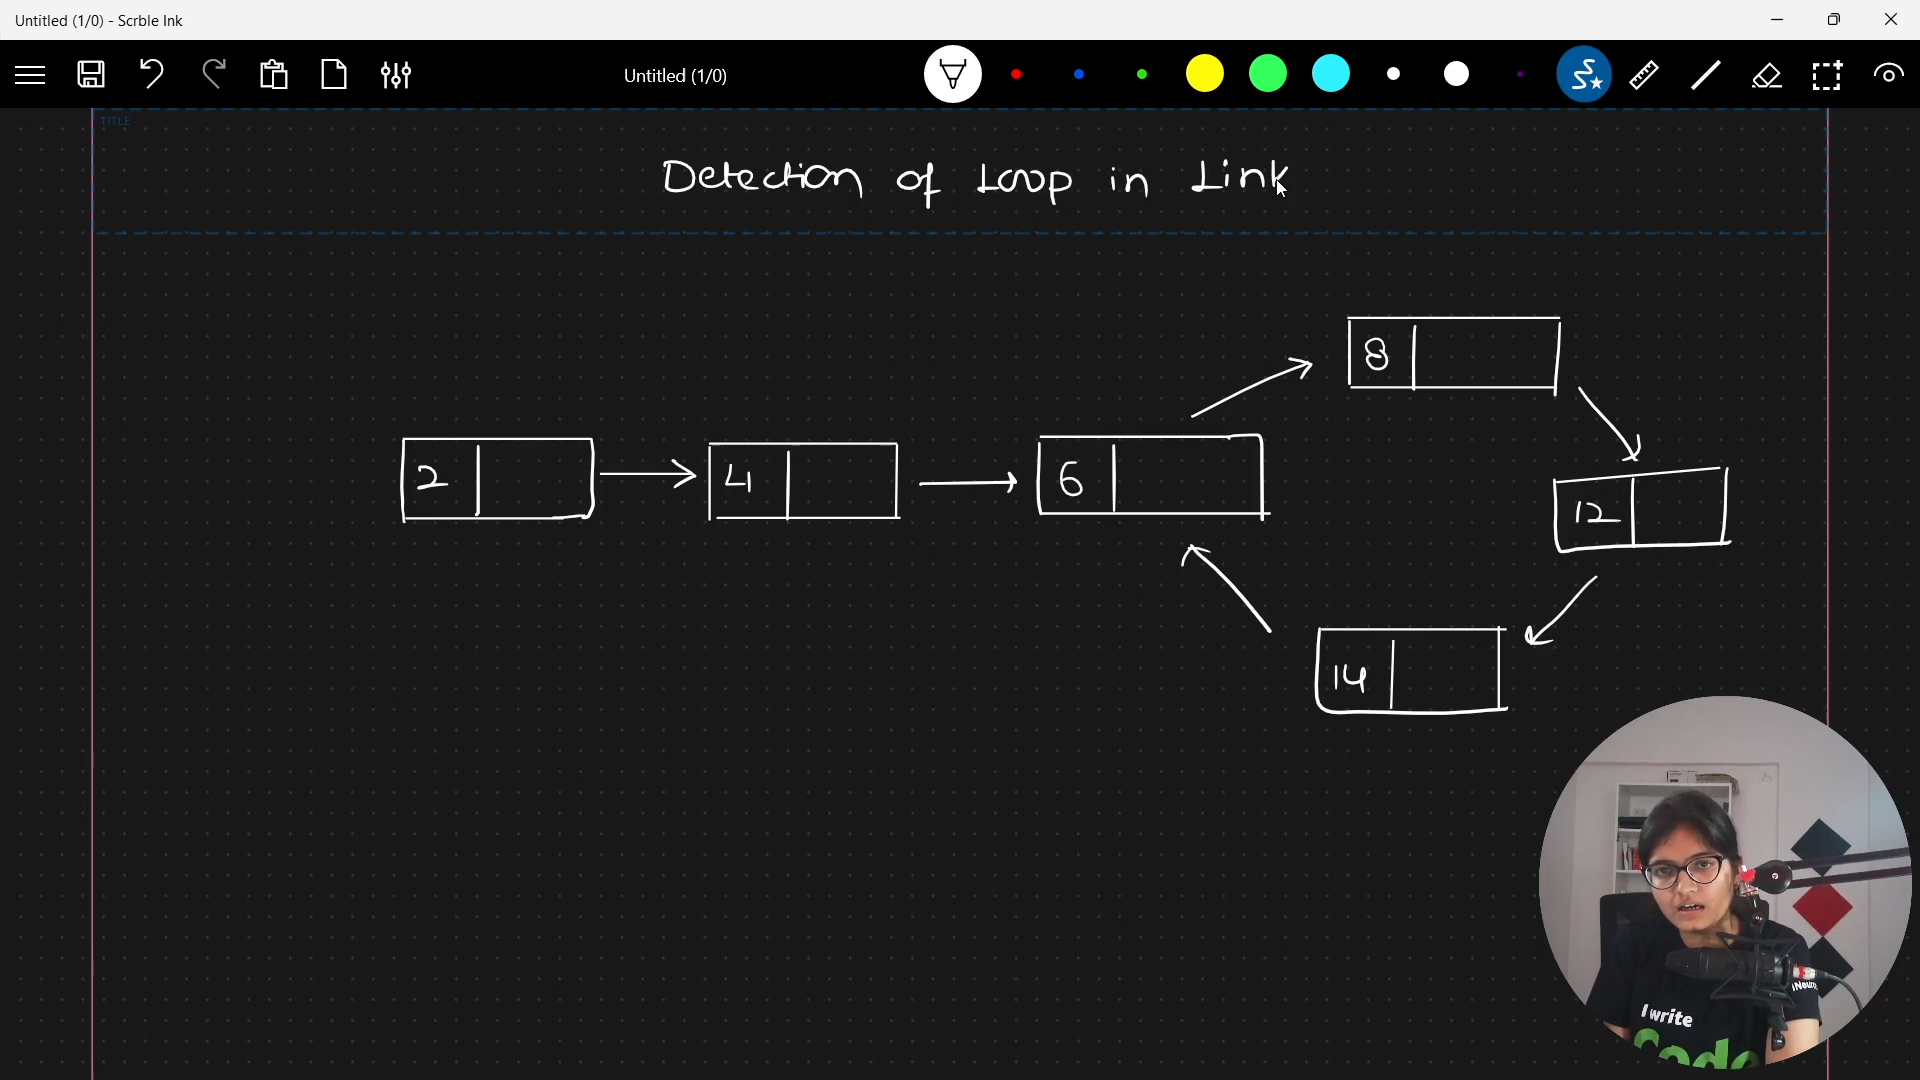 Untitled (1/0) - Scrble Ink
Untitled (1/0)
TITLE
Detection of Loop in Link
8
2
4
6
12
14
I write
Code